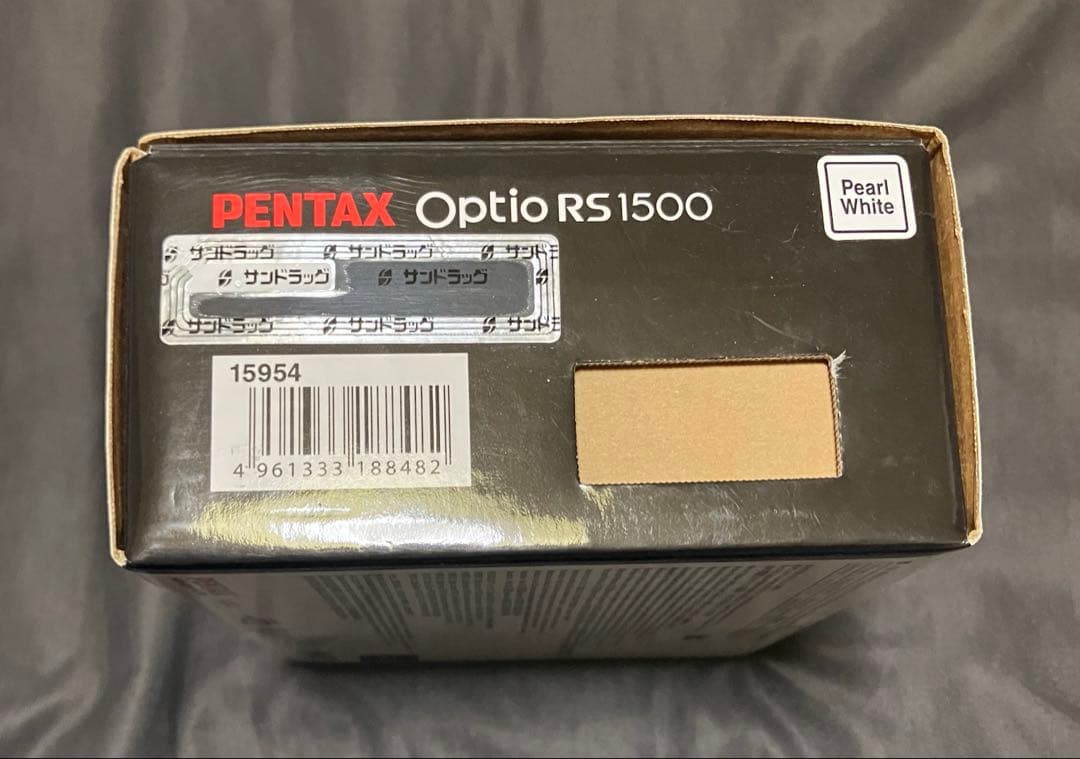 PENTAX Optio RS1500
Pearl
White
サンドラッグ サンドラッグ サンド
サンドラッグ サンドラッグ
サンドラッグ サンドラッグ サンド
15954
4 961333 188482